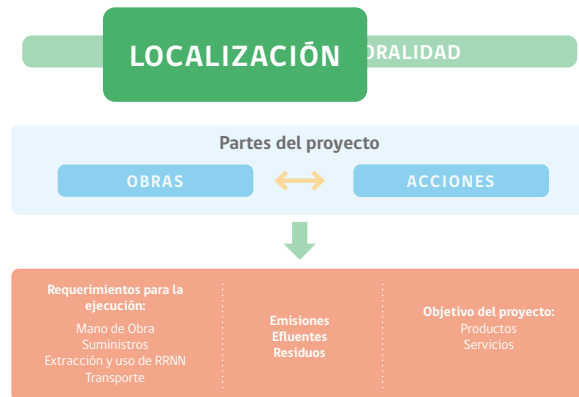 LOCALIZACIÓN
Partes del proyecto
OBRAS
ACCIONES
Requerimientos para la
ejecución:
Mano de Obra
Suministros
Extracción y uso de RRNN
Transporte
Emisiones
Efluentes
Residuos
Objetivo del proyecto:
Productos
Servicios